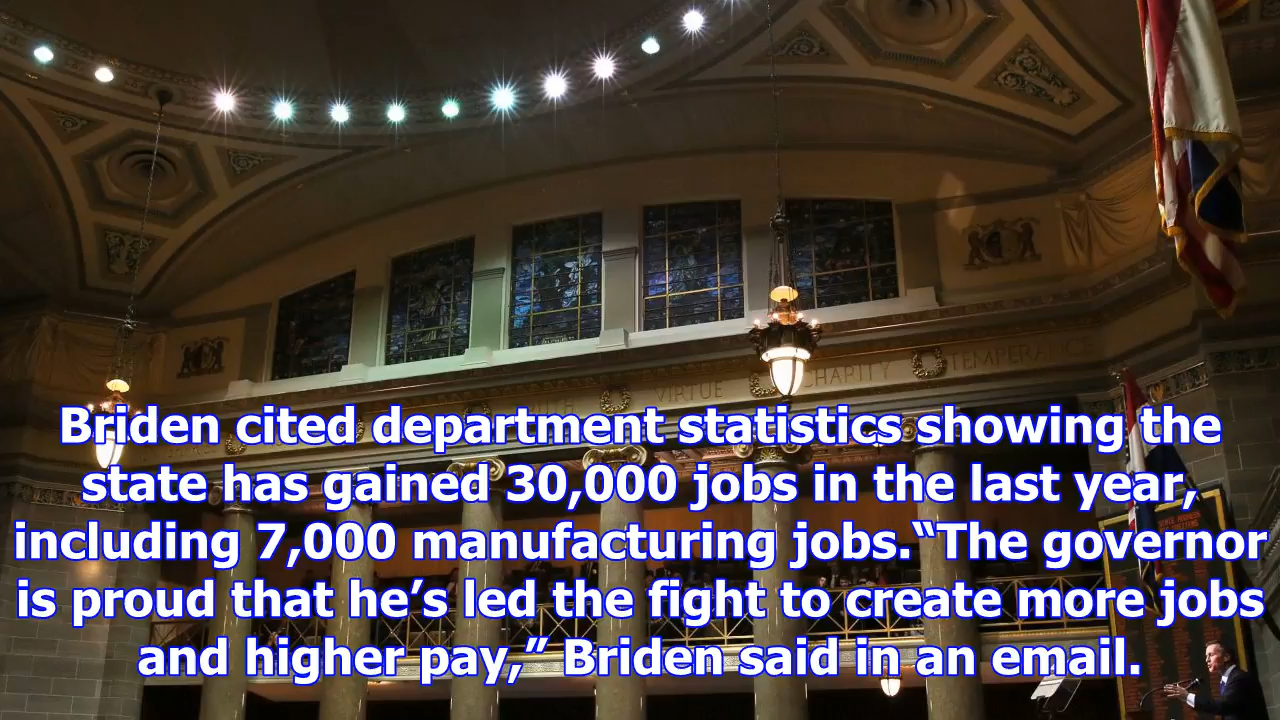 VIRTUE CHARITY TEMPERANCE
Briden cited department statistics showing the
state has gained 30,000 jobs in the last year,
including 7,000 manufacturing jobs.“The governor
is proud that he’s led the fight to create more jobs
and higher pay,” Briden said in an email.